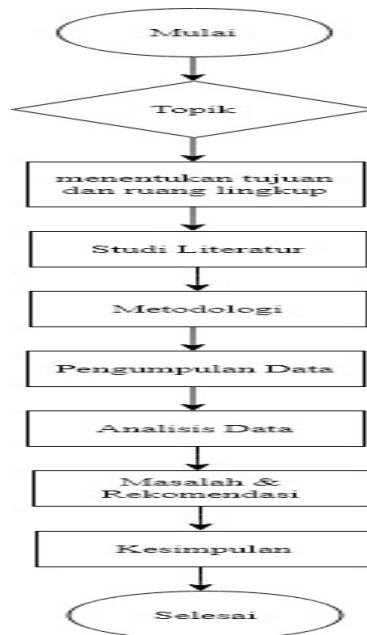 Mulai
Topik
menentukan tujuan
dan ruang lingkup
Studi Literatur
Metodologi
Pengumpulan Data
Analisis Data
Masalah &
Rekomendasi
Kesimpulan
Selesai